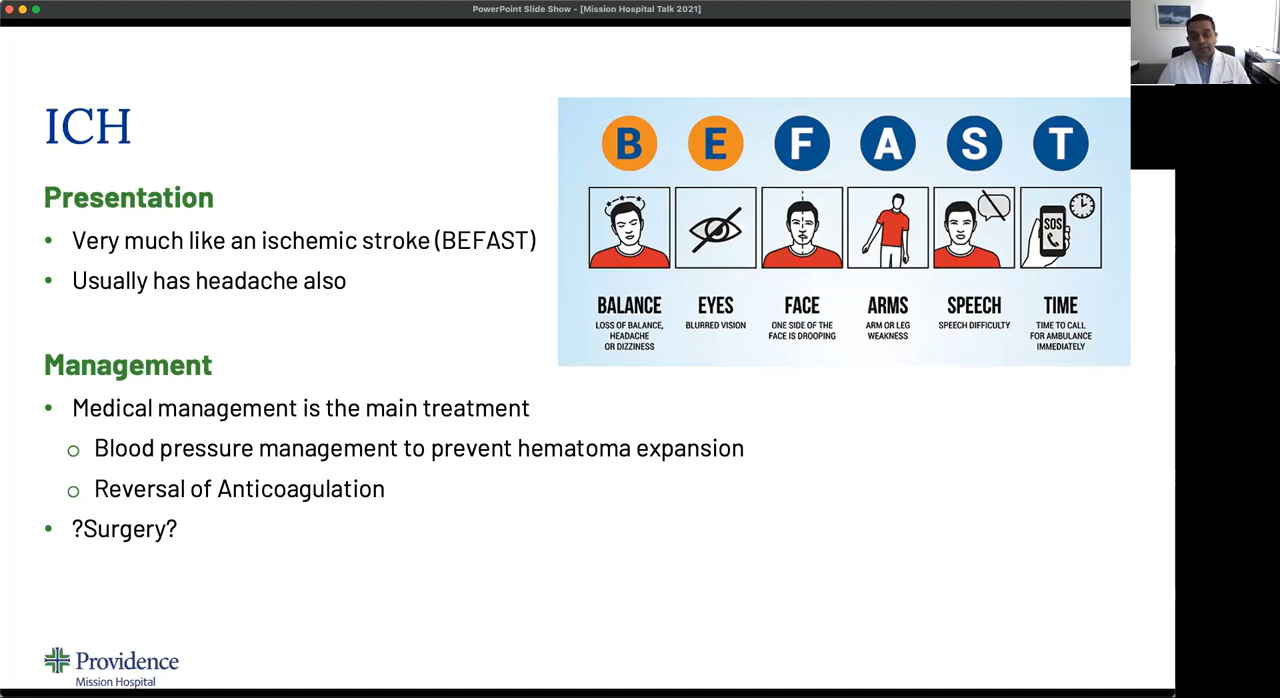 PowerPoint Slide Show - [Mission Hospital Talk 2021]
ICH
Presentation
• Very much like an ischemic stroke (BEFAST)
• Usually has headache also
Management
• Medical management is the main treatment
o Blood pressure management to prevent hematoma expansion
o Reversal of Anticoagulation
• ?Surgery?
B E F A S T
SOS
BALANCE
LOSS OF BALANCE,
HEADACHE
OR DIZZINESS
EYES
BLURRED VISION
FACE
ONE SIDE OF THE
FACE IS DROOPING
ARMS
ARM OR LEG
WEAKNESS
SPEECH
SPEECH DIFFICULTY
TIME
TIME TO CALL
FOR AMBULANCE
IMMEDIATELY
Providence
Mission Hospital